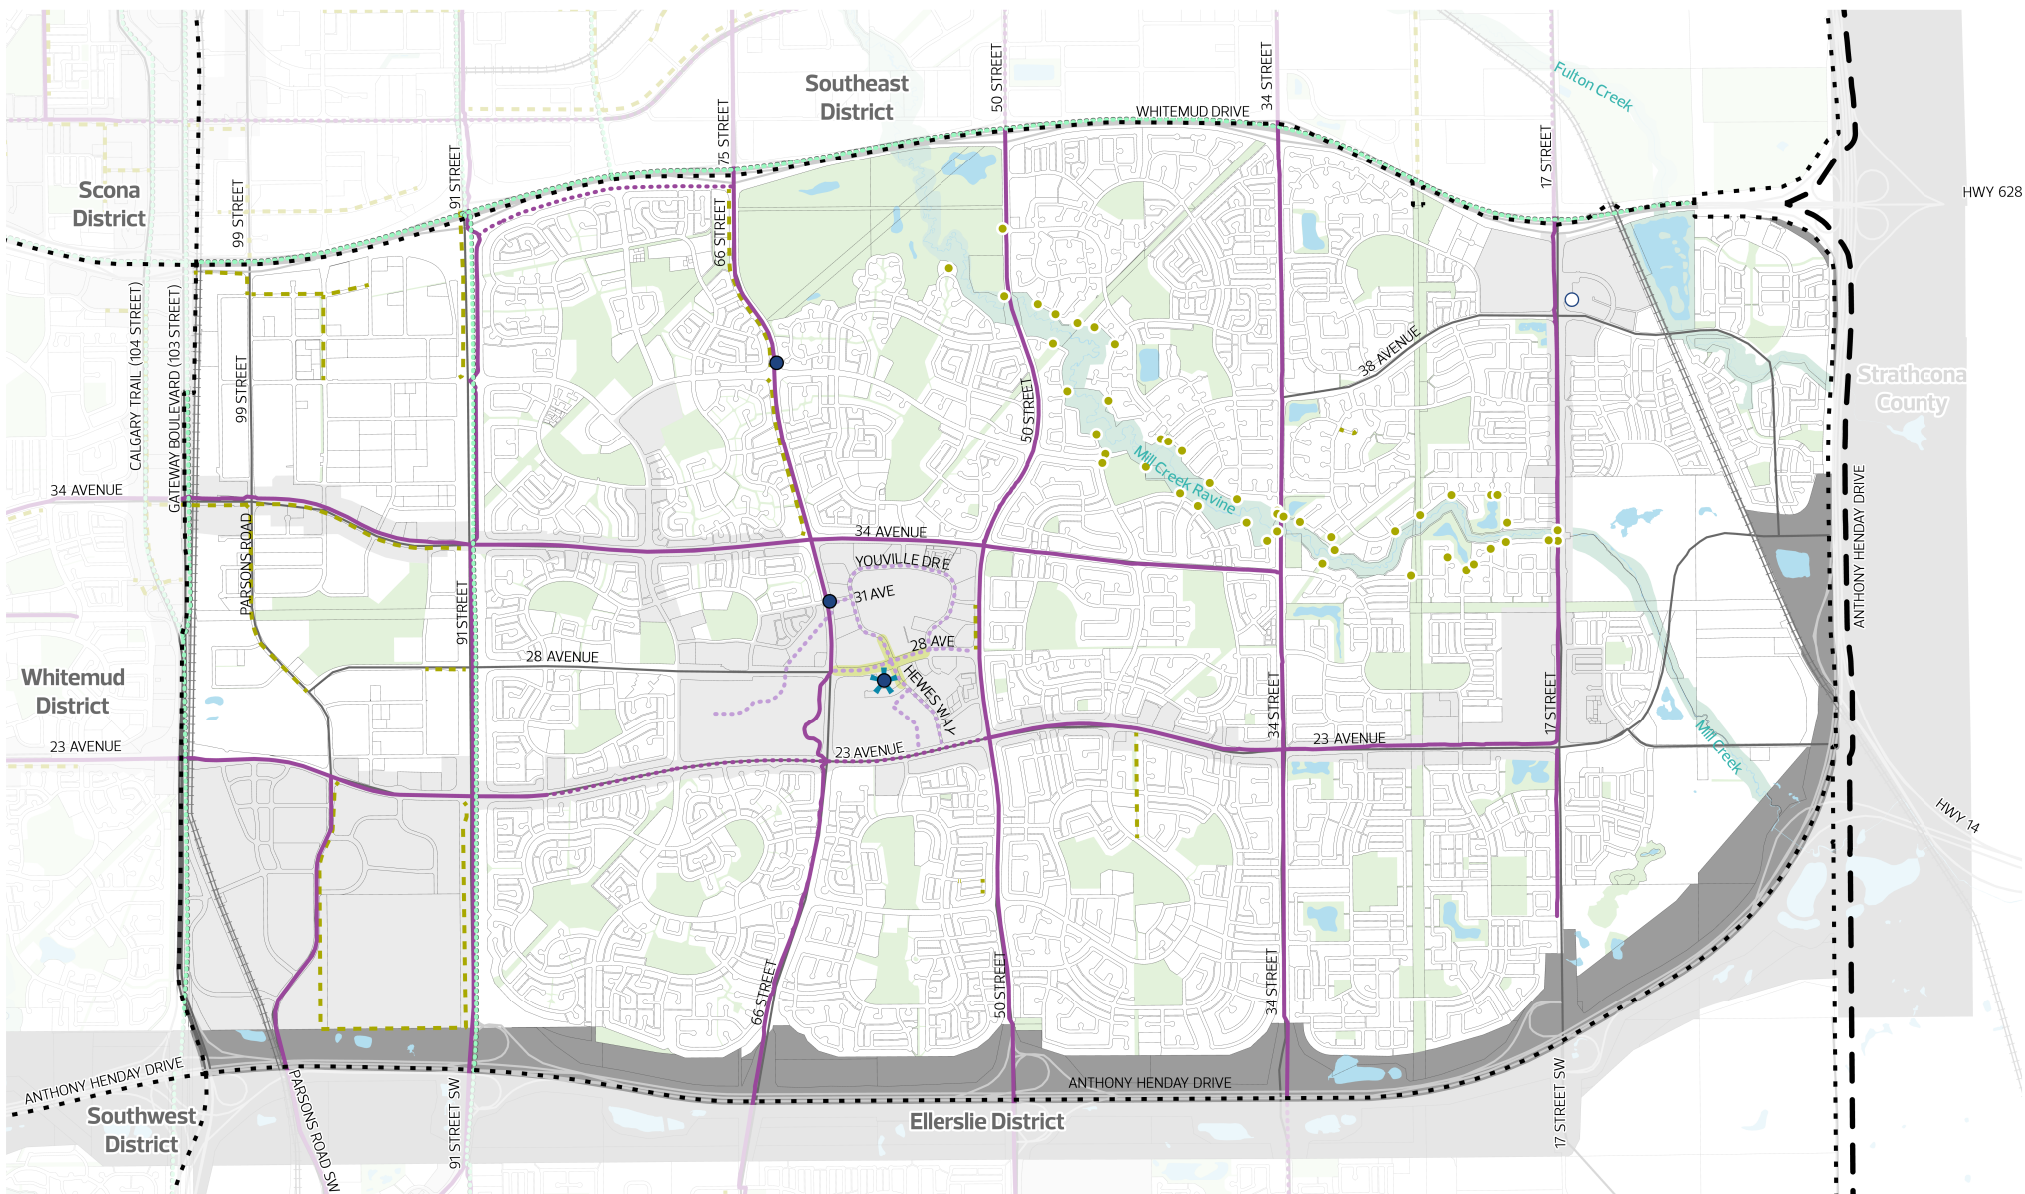 Southeast
District
50 STREET
34 STREET
WHITEMUD DRIVE
Fulton Creek
75 STREET
17 STREET
91 STREET
Scona
District
99 STREET
HWY 628
66 STREET
CALGARY TRAIL (104 STREET)
GATEWAY BOULEVARD (103 STREET)
99 STREET
50 STREET
38 AVENUE
Strathcona
County
Mill Creek Ravine
34 AVENUE
ANTHONY HENDAY DRIVE
PARSONS ROAD
34 AVENUE
YOUVILLE DR E
31 AVE
91 STREET
28 AVE
28 AVENUE
HEWES WAY
Whitemud
District
34 STREET
17 STREET
23 AVENUE
23 AVENUE
23 AVENUE
Mill Creek
HWY 14
66 STREET
50 STREET
34 STREET
ANTHONY HENDAY DRIVE
ANTHONY HENDAY DRIVE
PARSONS ROAD SW
91 STREET SW
17 STREET SW
Southwest
District
Ellerslie District